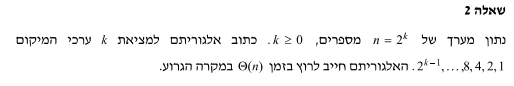 שאלה 2
נתון מערך של n = 2^k מספרים, k ≥ 0. כתוב אלגוריתם למציאת k ערכי המיקום
1,2,4,8,…,2^{k−1}. האלגוריתם חייב לרוץ בזמן Θ(n) במקרה הגרוע.